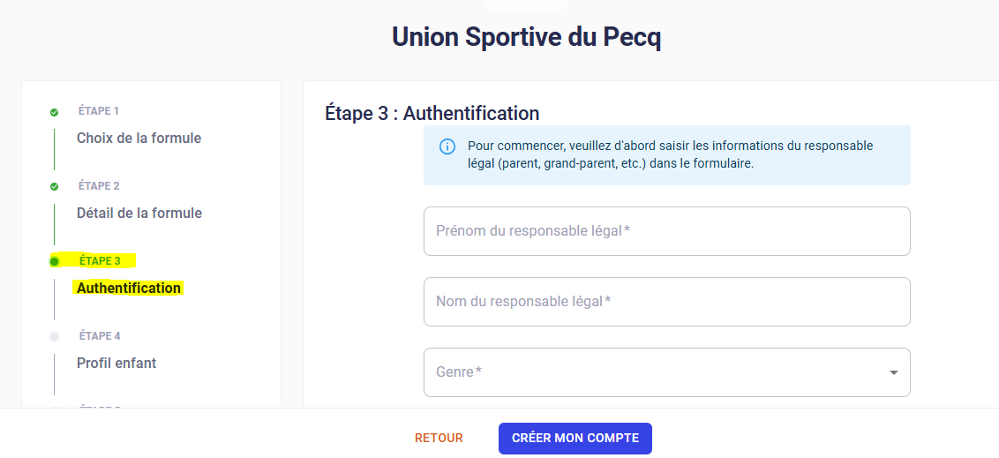 Union Sportive du Pecq
ÉTAPE 1
Choix de la formule
ÉTAPE 2
Détail de la formule
ÉTAPE 3
Authentification
ÉTAPE 4
Profil enfant
Étape 3 : Authentification
Pour commencer, veuillez d'abord saisir les informations du responsable
légal (parent, grand-parent, etc.) dans le formulaire.
Prénom du responsable légal *
Nom du responsable légal *
Genre *
RETOUR
CRÉER MON COMPTE